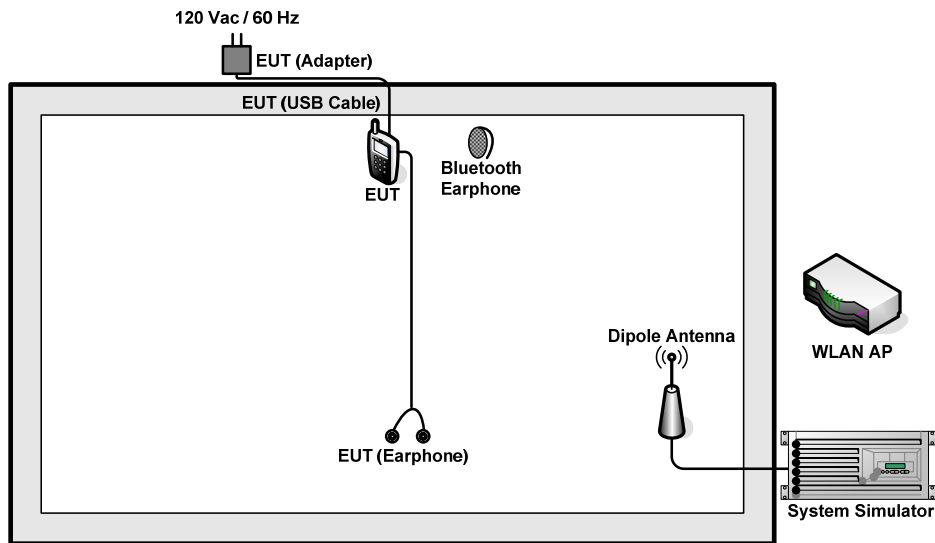 120 Vac / 60 Hz
EUT (Adapter)
EUT (USB Cable)
EUT
Bluetooth
Earphone
Dipole Antenna
WLAN AP
EUT (Earphone)
System Simulator